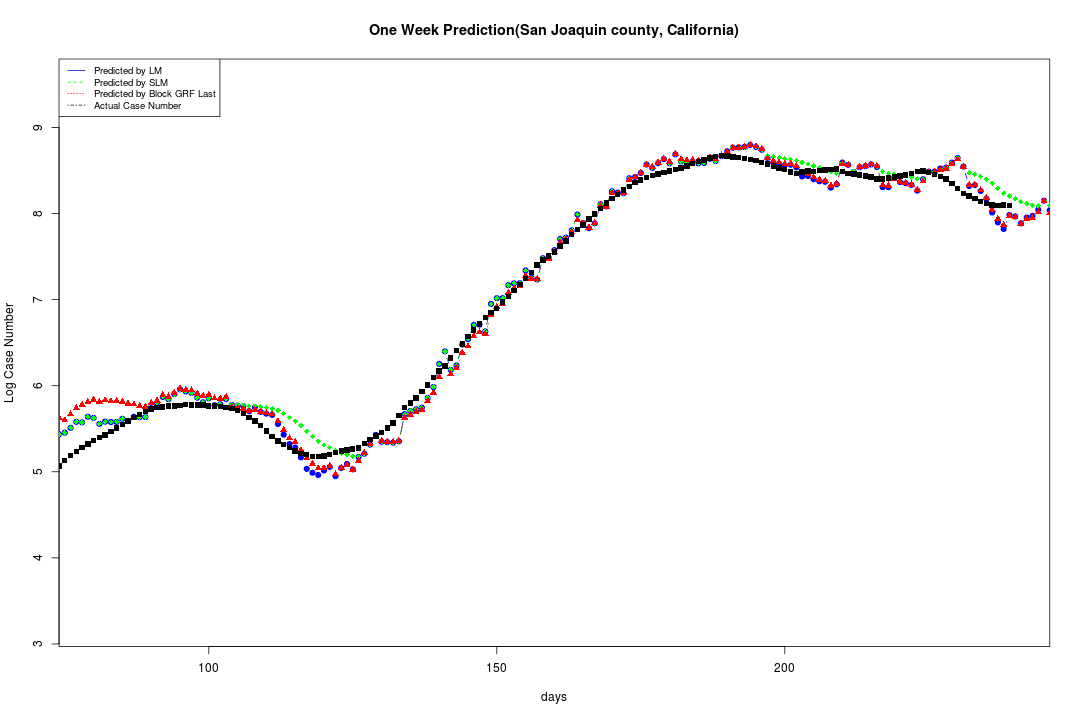 One Week Prediction(San Joaquin county, California)
Predicted by LM
Predicted by SLM
Predicted by Block GRF Last
Actual Case Number
Log Case Number
9
8
7
6
5
4
3
100 150 200
days